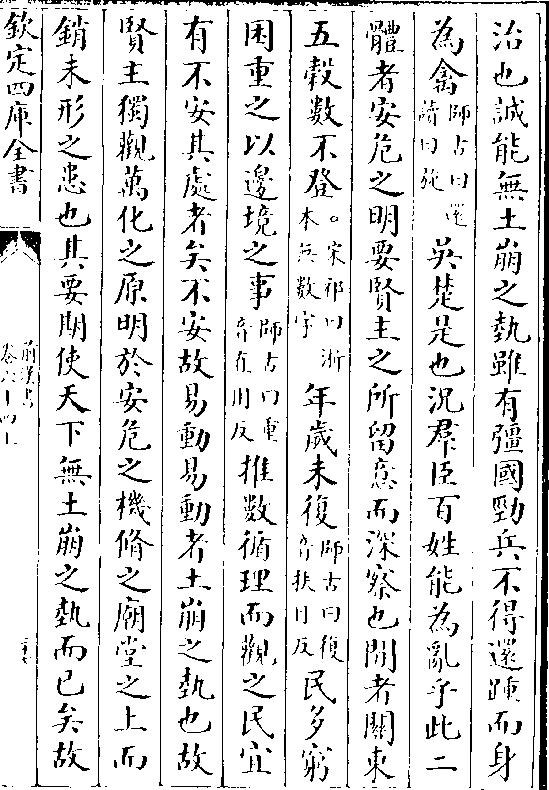 治也誠能無土崩之埶雖有彊國勁兵不得還踵而身
為禽師古曰還讀曰旋吳楚是也況羣臣百姓能為亂乎此二
體者安危之明要賢主之所留意而深察也間者關東
五穀數不登。宋祁曰浙本無數字年歲未復師古曰復音扶目反民多窮
困重之以邊境之事師古曰重音直用反推數循理而觀之民宜
有不安其處者矣不安故易動易動者土崩之埶也故
賢主獨觀萬化之原明於安危之機脩之廟堂之上而
銷未形之患也其要期使天下無土崩之埶而已矣故
欽定四庫全書
前漢書
卷六十四上